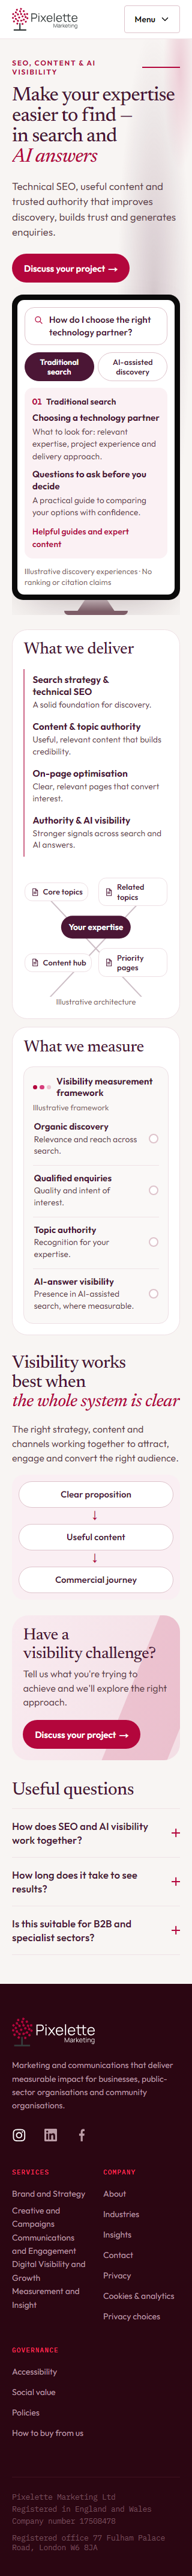 Pixelette
Marketing
Menu
SEO, CONTENT & AI
VISIBILITY
Make your expertise
easier to find —
in search and
AI answers
Technical SEO, useful content and
trusted authority that improves
discovery, builds trust and generates
enquiries.
Discuss your project →
How do I choose the right
technology partner?
Traditional
search
AI-assisted
discovery
01 Traditional search
Choosing a technology partner
What to look for: relevant
expertise, project experience and
delivery approach.
Questions to ask before you
decide
A practical guide to comparing
your options with confidence.
Helpful guides and expert
content
Illustrative discovery experiences · No
ranking or citation claims
What we deliver
Search strategy &
technical SEO
A solid foundation for discovery.
Content & topic authority
Useful, relevant content that builds
credibility.
On-page optimisation
Clear, relevant pages that convert
interest.
Authority & AI visibility
Stronger signals across search and
AI answers.
Core topics
Related
topics
Your expertise
Content hub
Priority
pages
Illustrative architecture
What we measure
Visibility measurement
framework
Illustrative framework
Organic discovery
Relevance and reach across
search.
Qualified enquiries
Quality and intent of
interest.
Topic authority
Recognition for your
expertise.
AI-answer visibility
Presence in AI-assisted
search, where measurable.
Visibility works
best when
the whole system is clear
The right strategy, content and
channels working together to attract,
engage and convert the right audience.
Clear proposition
↓
Useful content
↓
Commercial journey
Have a
visibility challenge?
Tell us what you're trying to
achieve and we'll explore the right
approach.
Discuss your project →
Useful questions
How does SEO and AI visibility
work together?
How long does it take to see
results?
Is this suitable for B2B and
specialist sectors?
Pixelette
Marketing
Marketing and communications that deliver
measurable impact for businesses, public-
sector organisations and community
organisations.
SERVICES
Brand and Strategy
Creative and
Campaigns
Communications
and Engagement
Digital Visibility and
Growth
Measurement and
Insight
COMPANY
About
Industries
Insights
Contact
Privacy
Cookies & analytics
Privacy choices
GOVERNANCE
Accessibility
Social value
Policies
How to buy from us
Pixelette Marketing Ltd
Registered in England and Wales
Company number 17508478
Registered office 77 Fulham Palace
Road, London W6 8JA